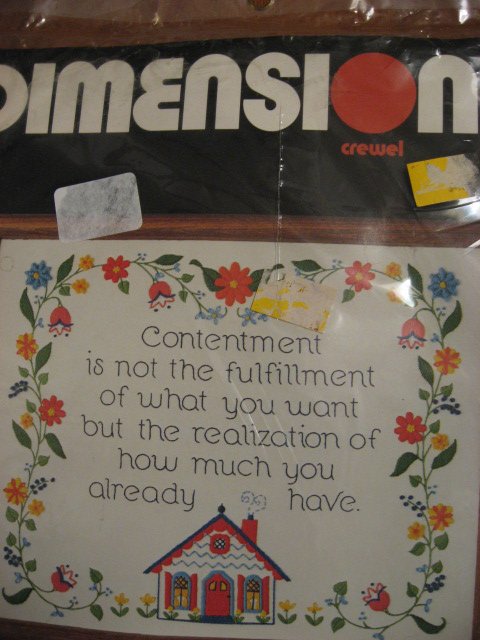 DIMENSION
crewel
Contentment
is not the fulfillment
of what you want
but the realization of
how much you
already have.